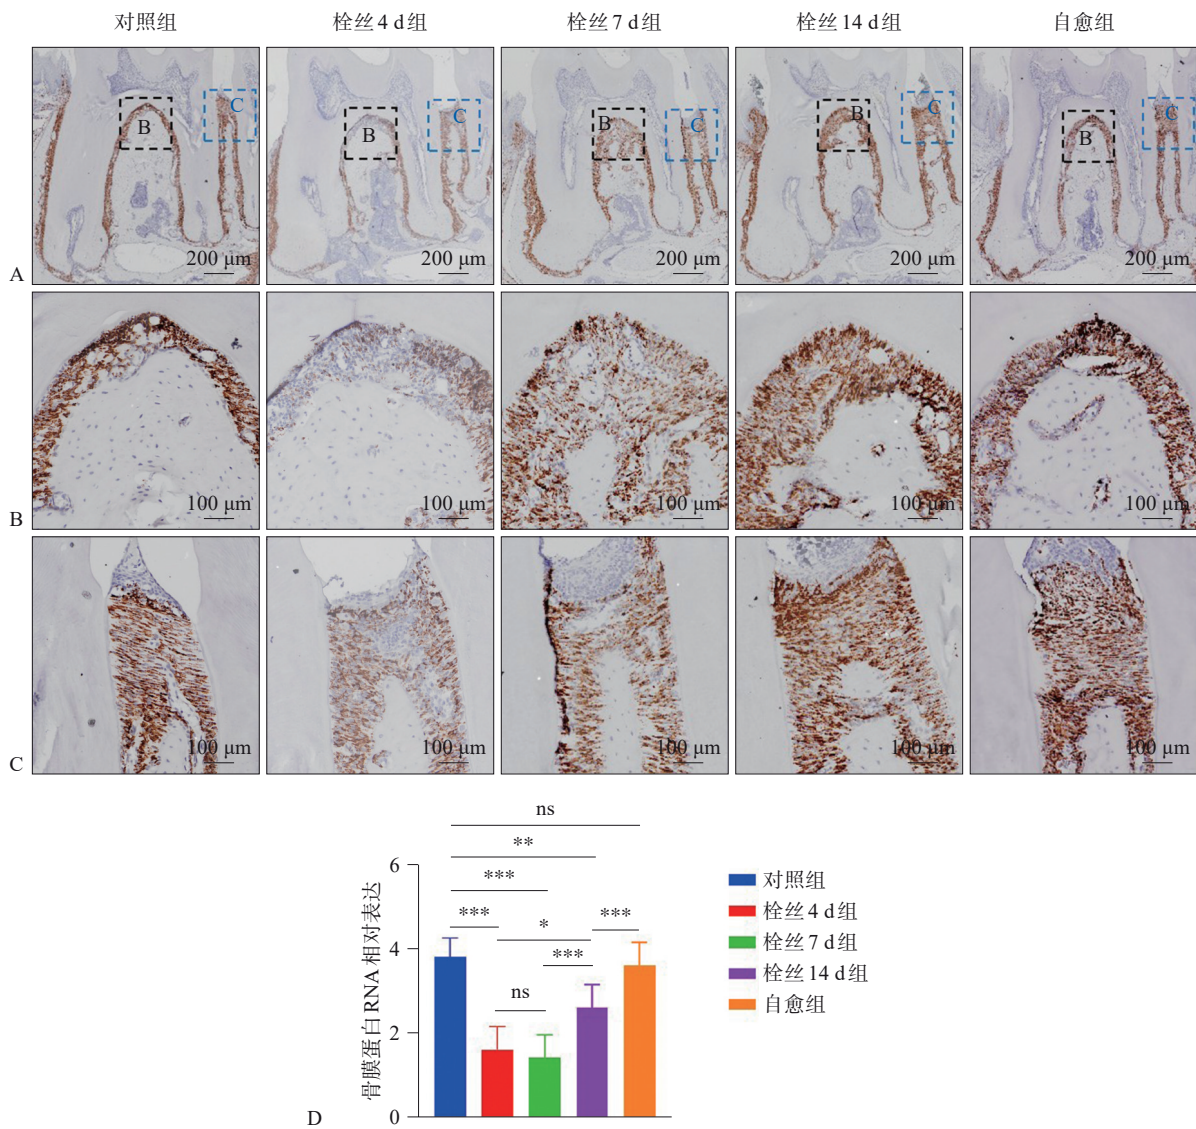 对照组 栓丝 4 d组 栓丝 7 d组 栓丝 14 d组 自愈组
B C B C B C B C B C
200 μm 200 μm 200 μm 200 μm 200 μm
A
100 μm 100 μm 100 μm 100 μm 100 μm
B
100 μm 100 μm 100 μm 100 μm 100 μm
C
ns
**
***
*** * ***
***
ns
6
4
2
0
骨膜蛋白RNA相对表达
对照组
栓丝 4 d组
栓丝 7 d组
栓丝 14 d组
自愈组
D